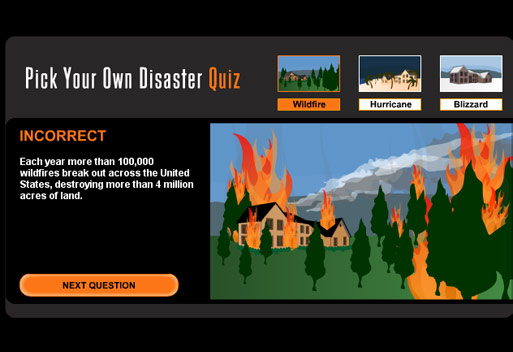 Pick Your Own Disaster Quiz
Wildfire
Hurricane
Blizzard
INCORRECT
Each year more than 100,000
wildfires break out across the United
States, destroying more than 4 million
acres of land.
NEXT QUESTION